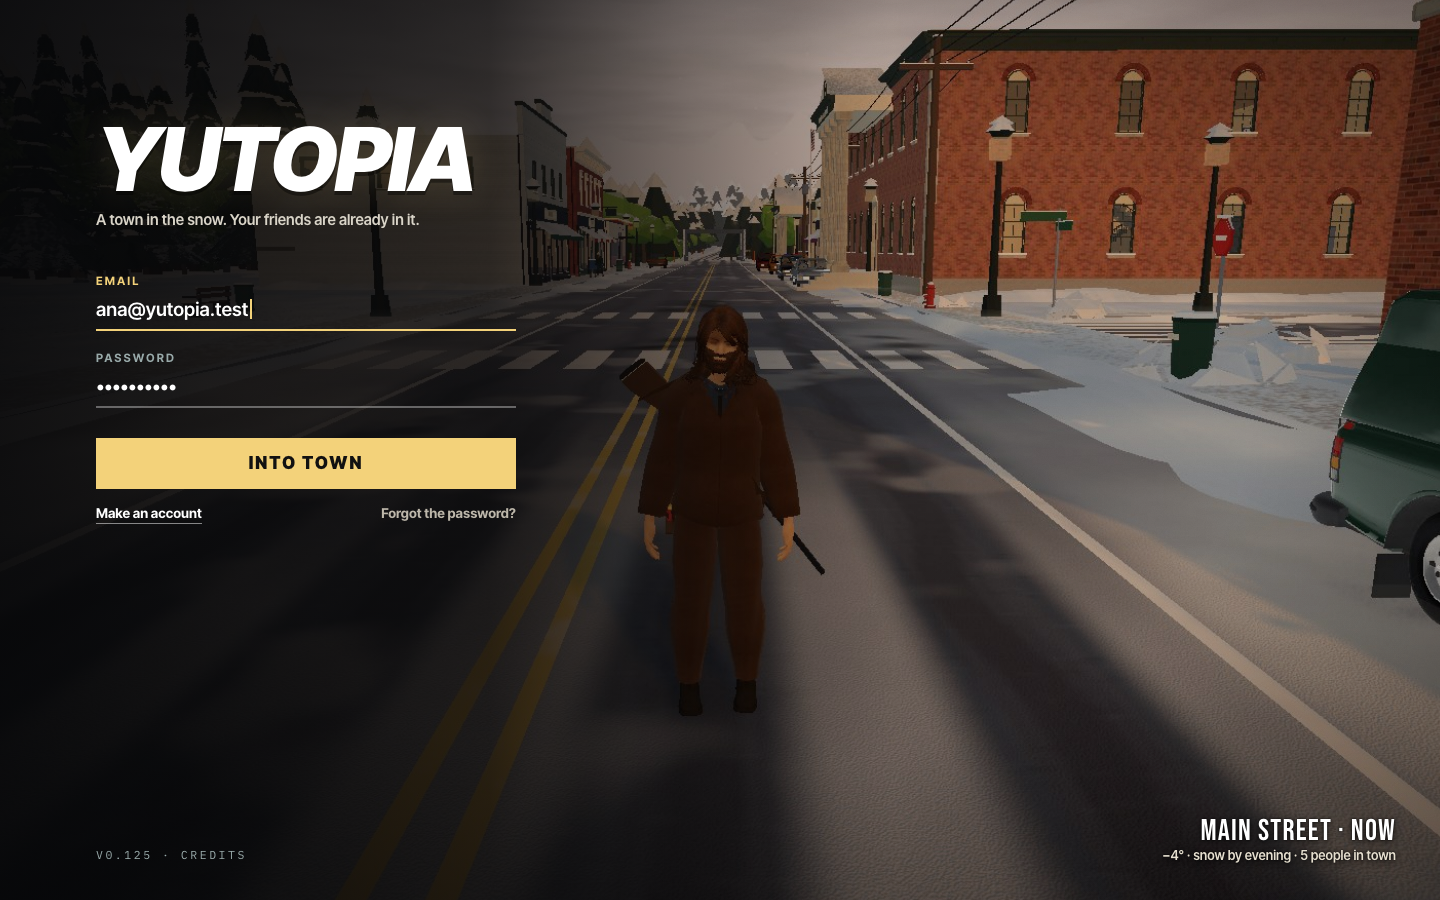 YUTOPIA
A town in the snow. Your friends are already in it.
EMAIL
ana@yutopia.test
PASSWORD
••••••••••
INTO TOWN
Make an account
Forgot the password?
MAIN STREET · NOW
−4° · snow by evening · 5 people in town
V0.125 · CREDITS